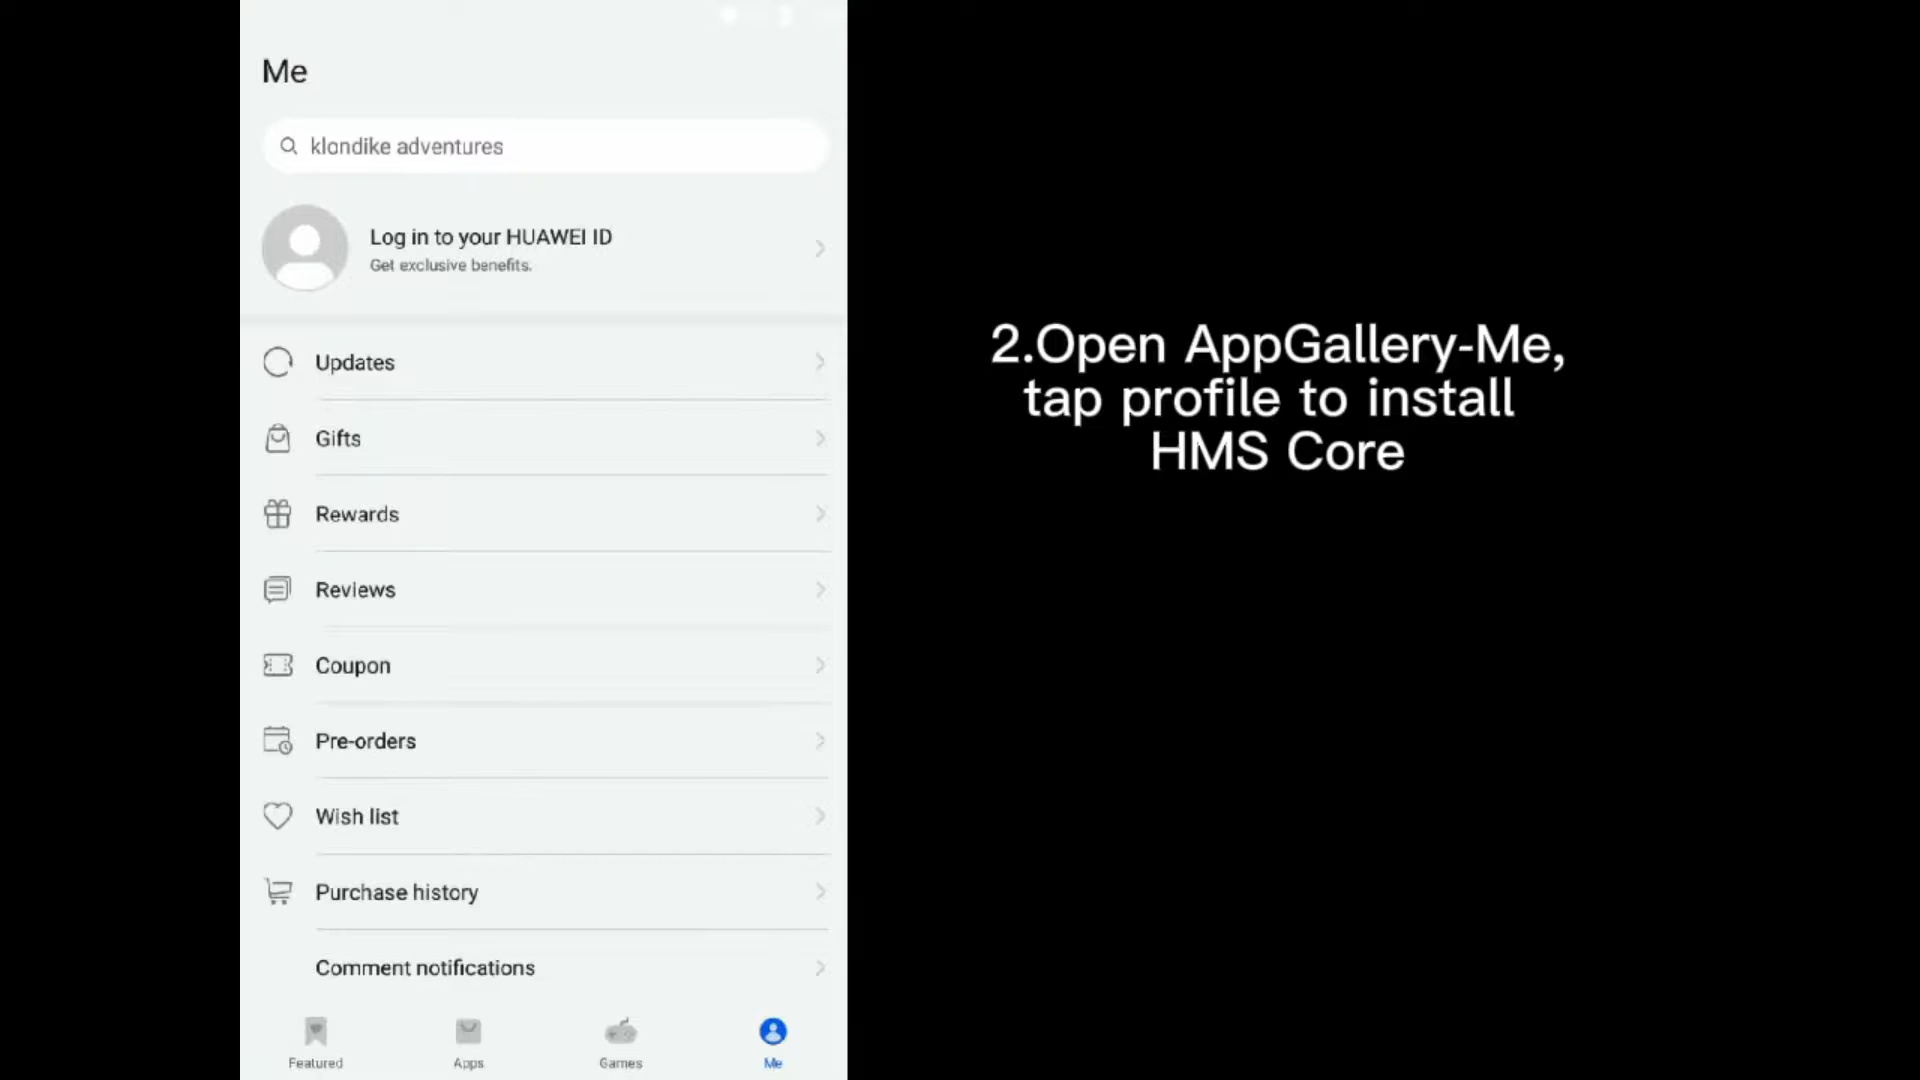 Me
klondike adventures
Log in to your HUAWEI ID
Get exclusive benefits.
Updates
Gifts
Rewards
Reviews
Coupon
Pre-orders
Wish list
Purchase history
Comment notifications
Featured
Apps
Games
Me
2.Open AppGallery-Me,
tap profile to install
HMS Core